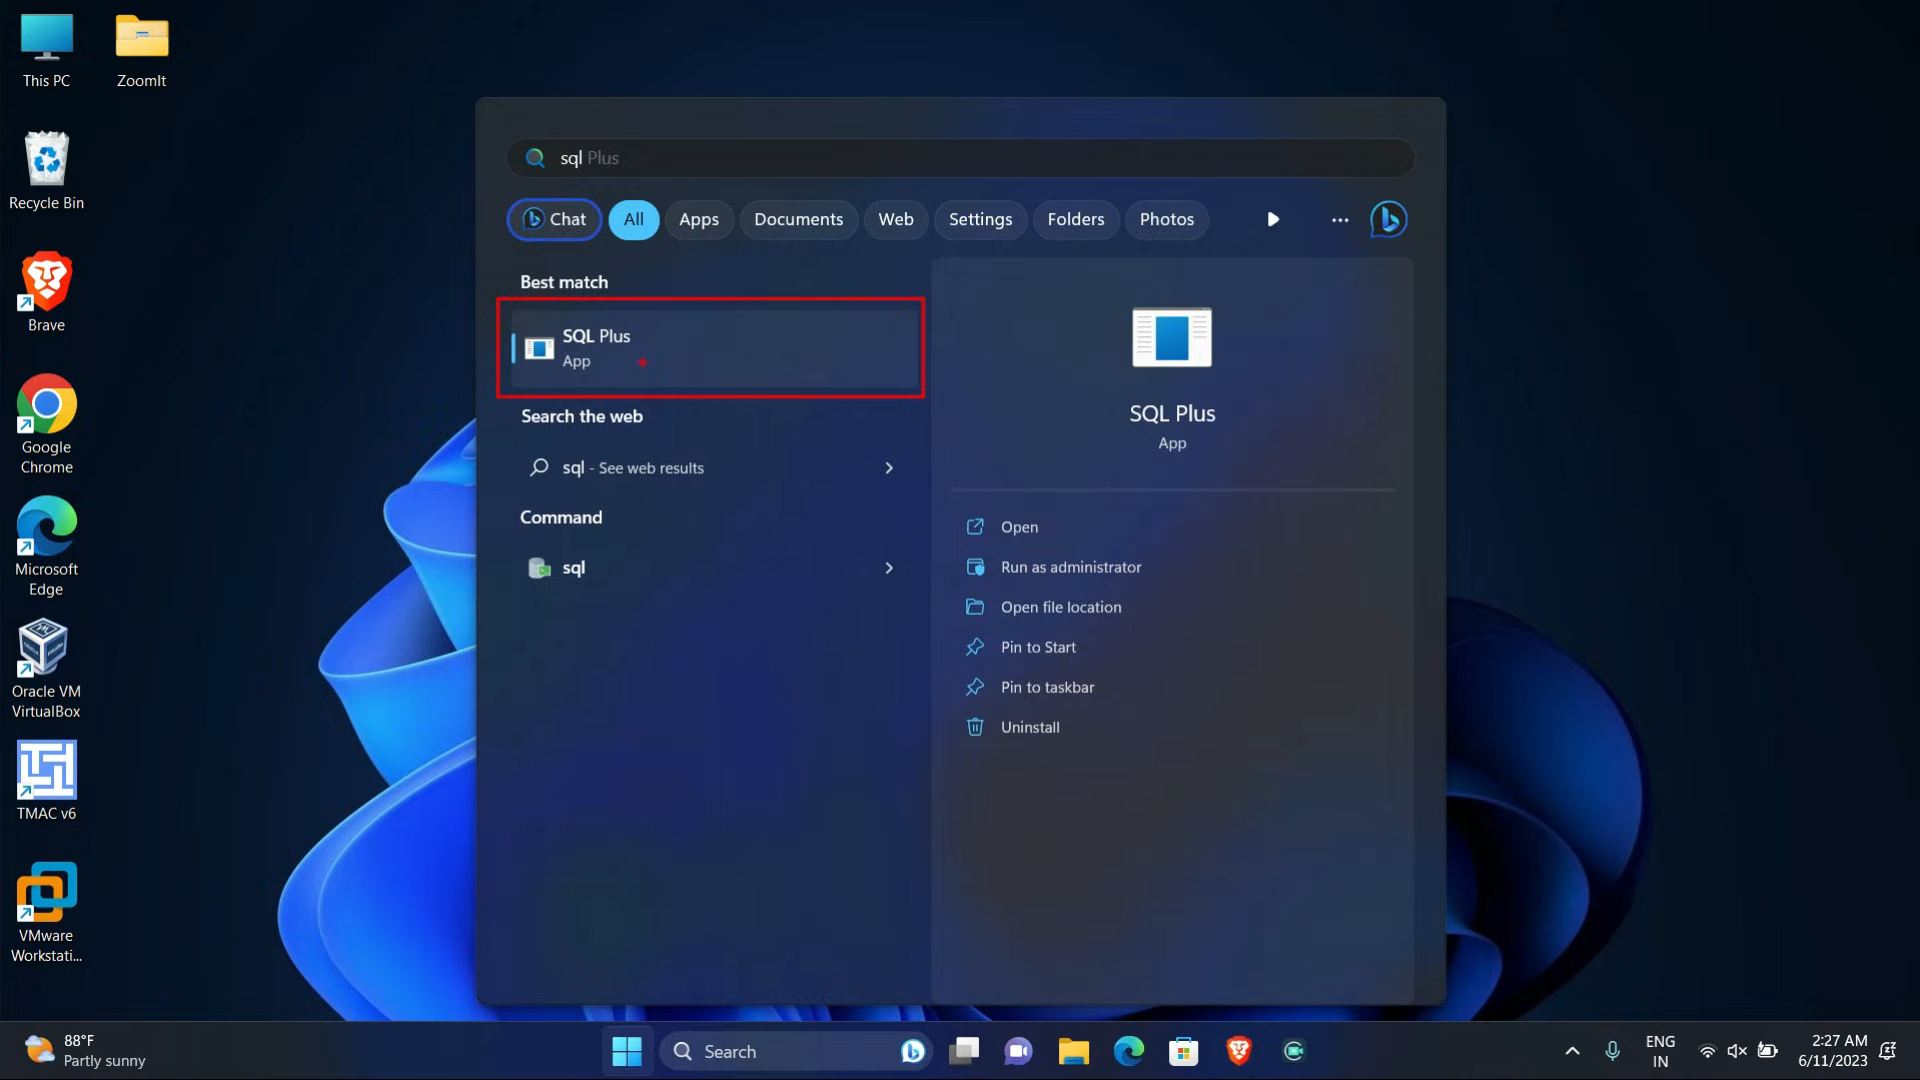 This PC
ZoomIt
Recycle Bin
Brave
Google
Chrome
Microsoft
Edge
Oracle VM
VirtualBox
TMAC v6
VMware
Workstati...
sql Plus
Chat
All
Apps
Documents
Web
Settings
Folders
Photos
Best match
SQL Plus
App
Search the web
sql - See web results
Command
sql
SQL Plus
App
Open
Run as administrator
Open file location
Pin to Start
Pin to taskbar
Uninstall
88°F
Partly sunny
Search
ENG
IN
2:27 AM
6/11/2023